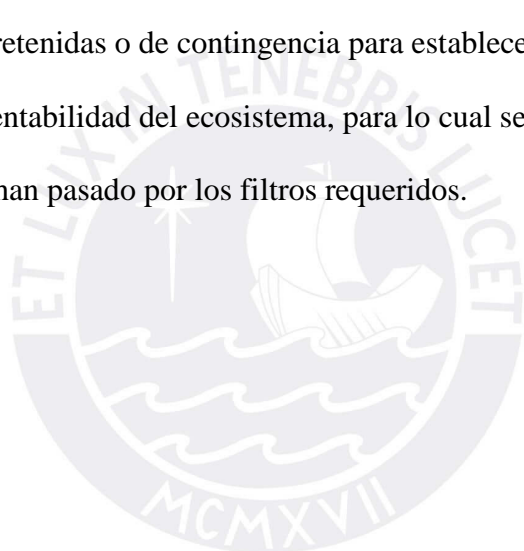 retenidas o de contingencia para establece
entabilidad del ecosistema, para lo cual se
han pasado por los filtros requeridos.
ET LUX IN TENEBRIS LUCET
MCMXVII